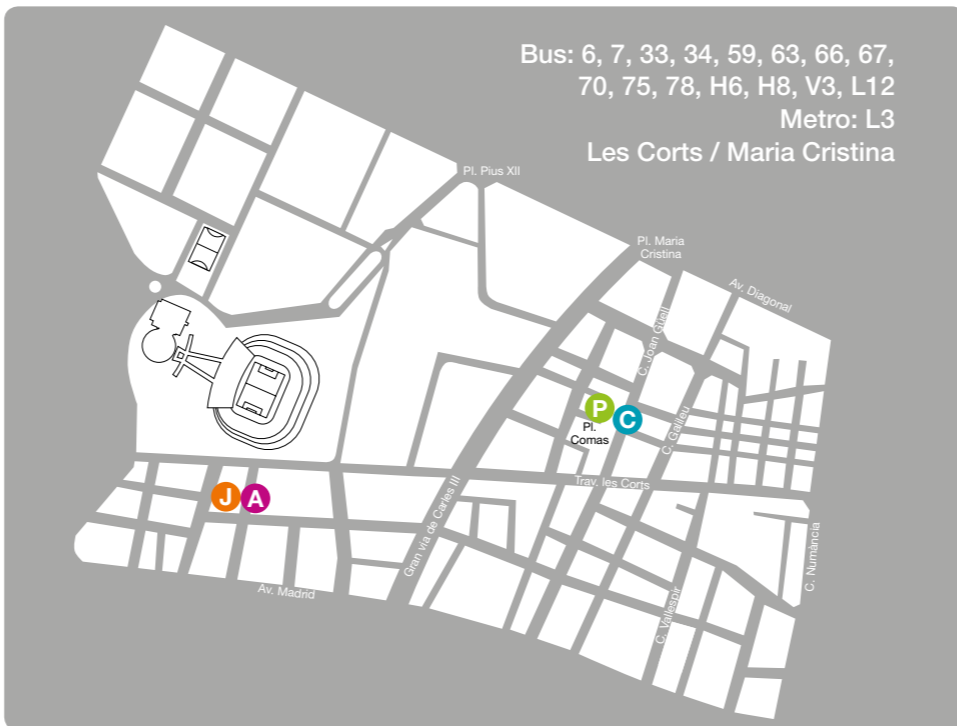 Bus: 6, 7, 33, 34, 59, 63, 66, 67,
70, 75, 78, H6, H8, V3, L12
Metro: L3
Les Corts / Maria Cristina
Pl. Pius XII
Pl. Maria
Cristina
Av. Diagonal
C. Joan Güell
P
C
Pl.
Comas
C. Galileu
Trav. les Corts
J
A
Gran via de Carles III
C. Numància
Av. Madrid
C. Vallespir